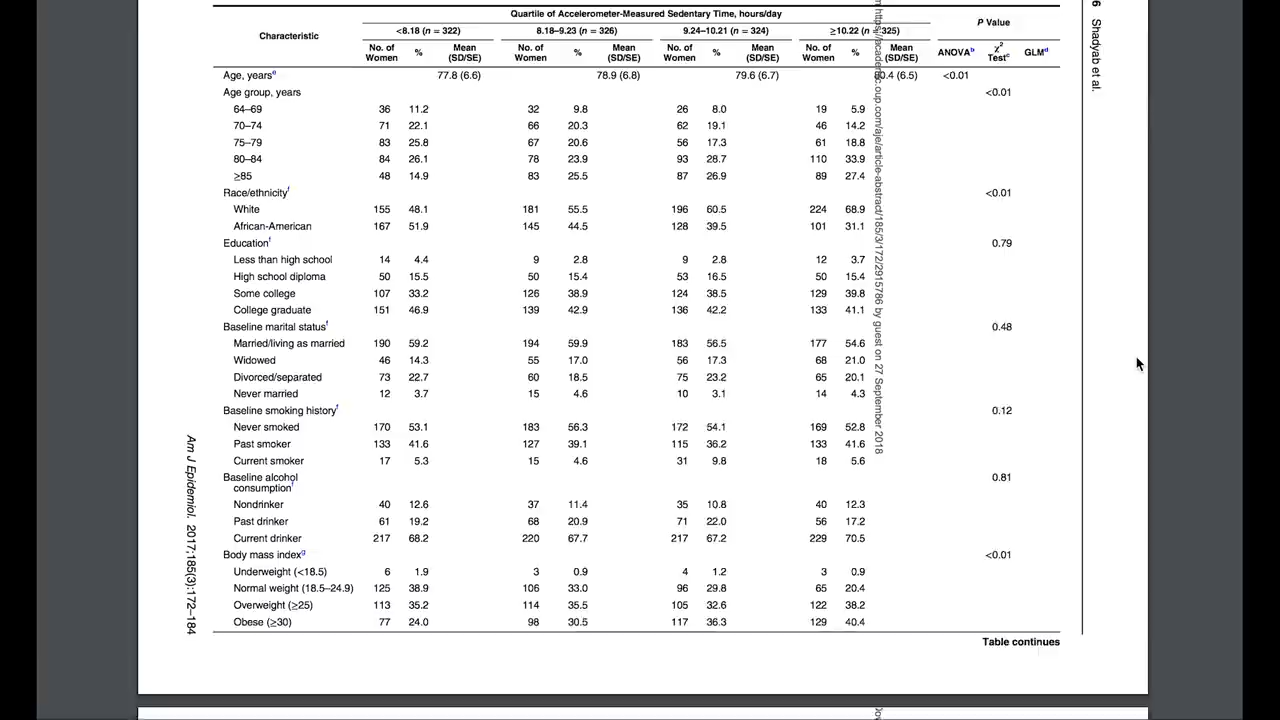 Quartile of Accelerometer-Measured Sedentary Time, hours/day
P Value
<8.18 (n = 322) 8.18–9.23 (n = 326) 9.24–10.21 (n = 324) ≥10.22 (n = 325)
Characteristic No. of Women % Mean (SD/SE) No. of Women % Mean (SD/SE) No. of Women % Mean (SD/SE) No. of Women % Mean (SD/SE) ANOVAb χ2 Testc GLMd
Age, yearse 77.8 (6.6) 78.9 (6.8) 79.6 (6.7) 80.4 (6.5) <0.01
Age group, years <0.01
64–69 36 11.2 32 9.8 26 8.0 19 5.9
70–74 71 22.1 66 20.3 62 19.1 46 14.2
75–79 83 25.8 67 20.6 56 17.3 61 18.8
80–84 84 26.1 78 23.9 93 28.7 110 33.9
≥85 48 14.9 83 25.5 87 26.9 89 27.4
Race/ethnicityf <0.01
White 155 48.1 181 55.5 196 60.5 224 68.9
African-American 167 51.9 145 44.5 128 39.5 101 31.1
Educationf 0.79
Less than high school 14 4.4 9 2.8 9 2.8 12 3.7
High school diploma 50 15.5 50 15.4 53 16.5 50 15.4
Some college 107 33.2 126 38.9 124 38.5 129 39.8
College graduate 151 46.9 139 42.9 136 42.2 133 41.1
Baseline marital statusf 0.48
Married/living as married 190 59.2 194 59.9 183 56.5 177 54.6
Widowed 46 14.3 55 17.0 56 17.3 68 21.0
Divorced/separated 73 22.7 60 18.5 75 23.2 65 20.1
Never married 12 3.7 15 4.6 10 3.1 14 4.3
Baseline smoking historyf 0.12
Never smoked 170 53.1 183 56.3 172 54.1 169 52.8
Past smoker 133 41.6 127 39.1 115 36.2 133 41.6
Current smoker 17 5.3 15 4.6 31 9.8 18 5.6
Baseline alcohol
consumptionf 0.81
Nondrinker 40 12.6 37 11.4 35 10.8 40 12.3
Past drinker 61 19.2 68 20.9 71 22.0 56 17.2
Current drinker 217 68.2 220 67.7 217 67.2 229 70.5
Body mass indexg <0.01
Underweight (<18.5) 6 1.9 3 0.9 4 1.2 3 0.9
Normal weight (18.5–24.9) 125 38.9 106 33.0 96 29.8 65 20.4
Overweight (≥25) 113 35.2 114 35.5 105 32.6 122 38.2
Obese (≥30) 77 24.0 98 30.5 117 36.3 129 40.4
Table continues
https://academic.oup.com/aje/article-abstract/185/3/172/2915786 by guest on 27 September 2018
6 Shadyab et al.
Am J Epidemiol. 2017;185(3):172–184